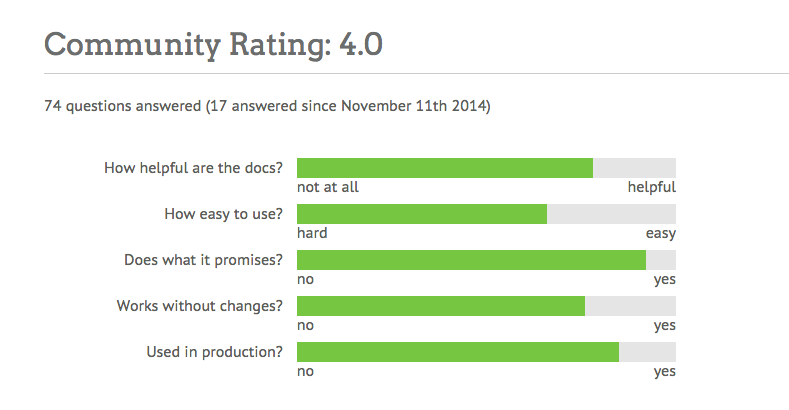 Community Rating: 4.0
74 questions answered (17 answered since November 11th 2014)
How helpful are the docs?
not at all helpful
How easy to use?
hard easy
Does what it promises?
no yes
Works without changes?
no yes
Used in production?
no yes